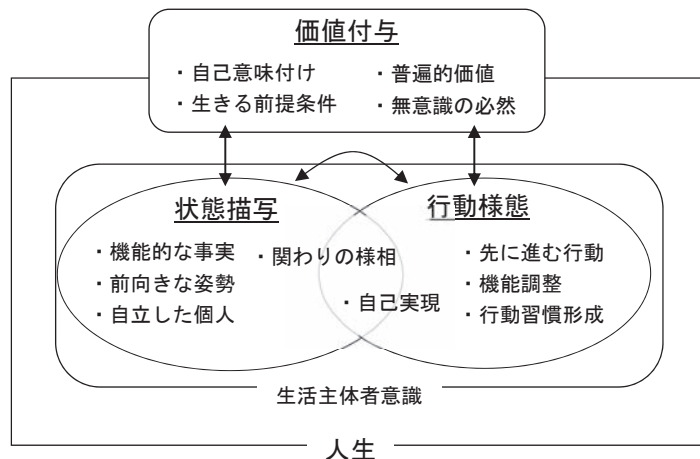 価値付与
・自己意味付け ・普遍的価値
・生きる前提条件 ・無意識の必然
状態描写
・機能的な事実
・前向きな姿勢
・自立した個人
・関わりの様相
・自己実現
行動様態
・先に進む行動
・機能調整
・行動習慣形成
生活主体者意識
人生